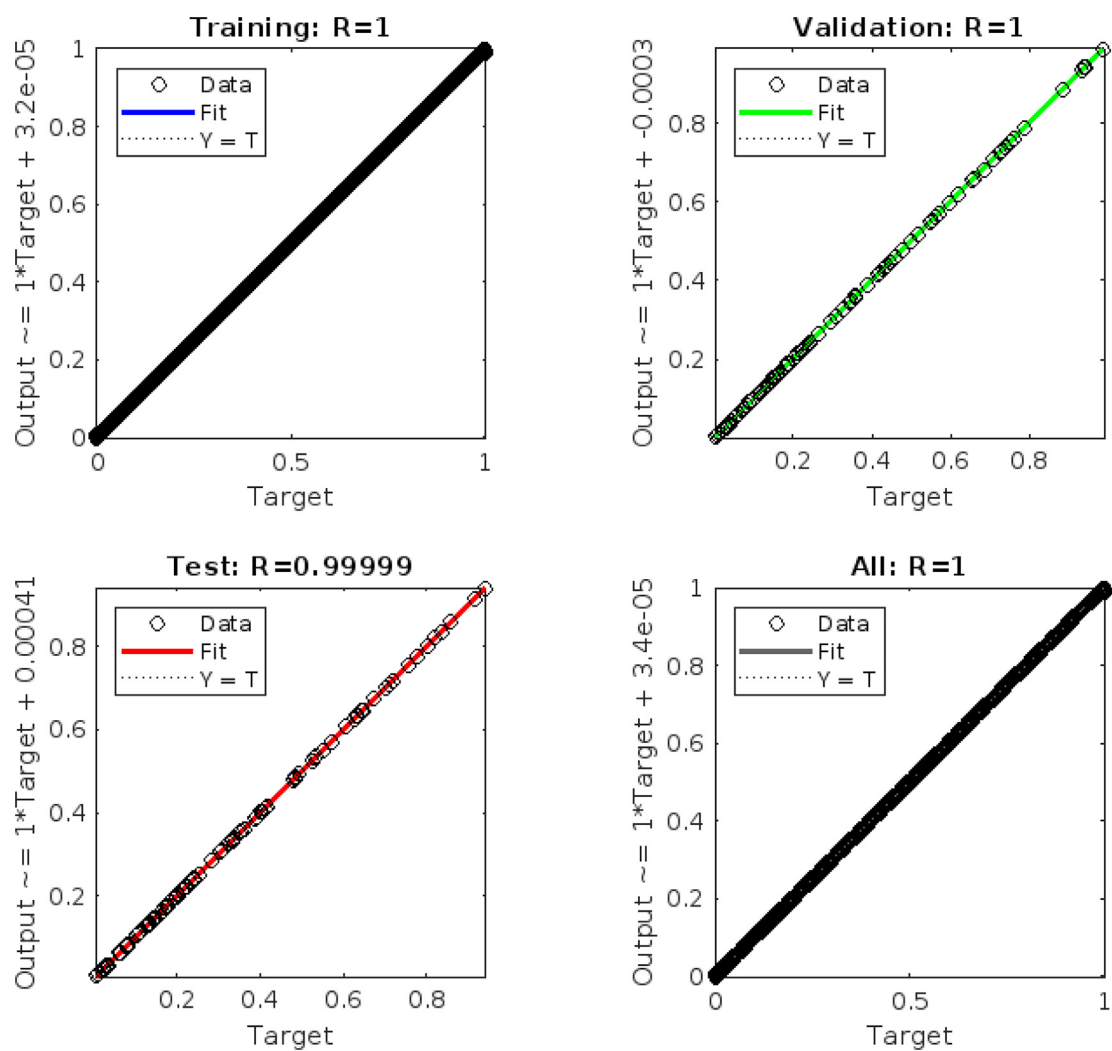 Training: R=1
Output ~= 1*Target + 3.2e-05
1
0.8
0.6
0.4
0.2
0
Data
Fit
Y = T
0
0.5
1
Target
Validation: R=1
Output ~= 1*Target + -0.0003
0.8
0.6
0.4
0.2
Data
Fit
Y = T
0.2
0.4
0.6
0.8
Target
Test: R=0.99999
Output ~= 1*Target + 0.00041
0.8
0.6
0.4
0.2
Data
Fit
Y = T
0.2
0.4
0.6
0.8
Target
All: R=1
Output ~= 1*Target + 3.4e-05
1
0.8
0.6
0.4
0.2
0
Data
Fit
Y = T
0
0.5
1
Target